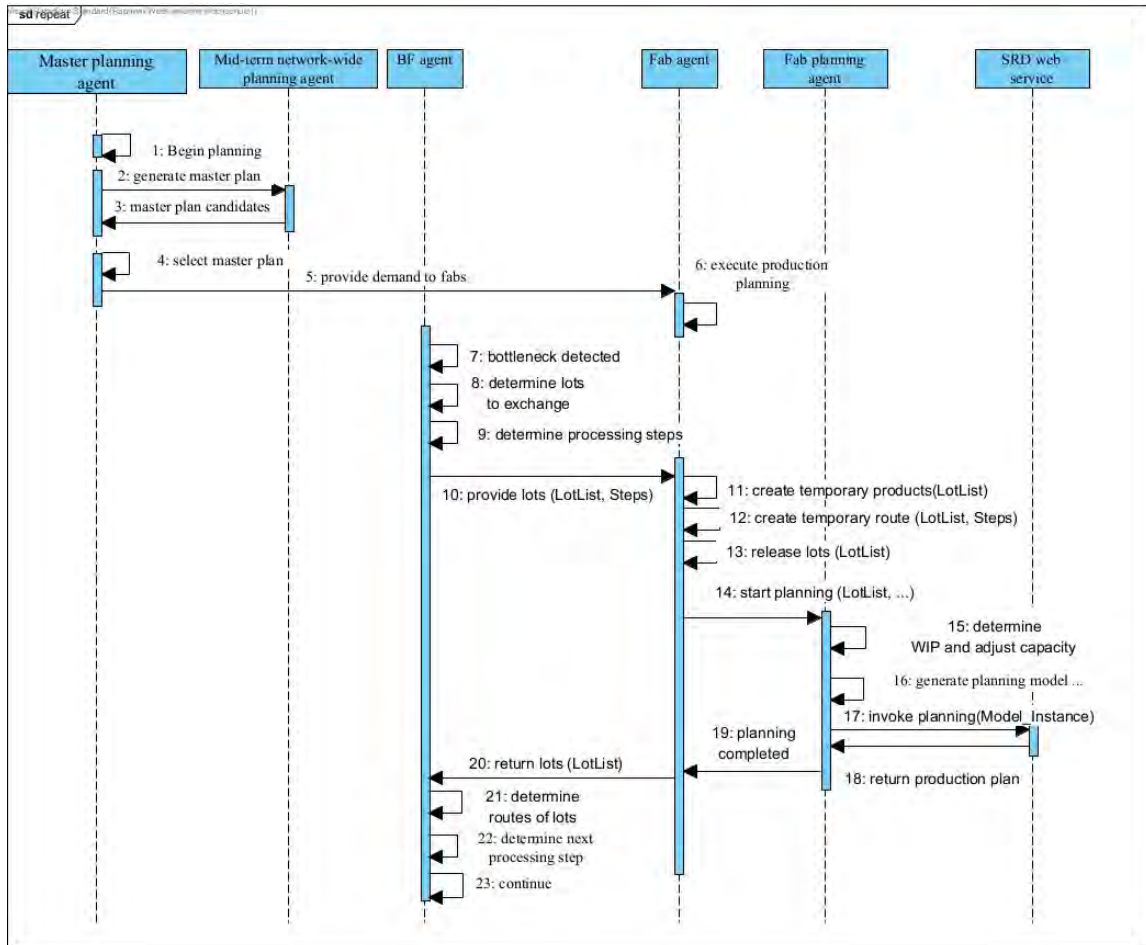 sd repeat
Master planning
agent
Mid-term network-wide
planning agent
BF agent
Fab agent
Fab planning
agent
SRD web
service
1: Begin planning
2: generate master plan
3: master plan candidates
4: select master plan
5: provide demand to fabs
6: execute production
planning
7: bottleneck detected
8: determine lots
to exchange
9: determine processing steps
10: provide lots (LotList, Steps)
11: create temporary products(LotList)
12: create temporary route (LotList, Steps)
13: release lots (LotList)
14: start planning (LotList, ...)
15: determine
WIP and adjust capacity
16: generate planning model ...
17: invoke planning(Model_Instance)
19: planning
completed
18: return production plan
20: return lots (LotList)
21: determine
routes of lots
22: determine next
processing step
23: continue